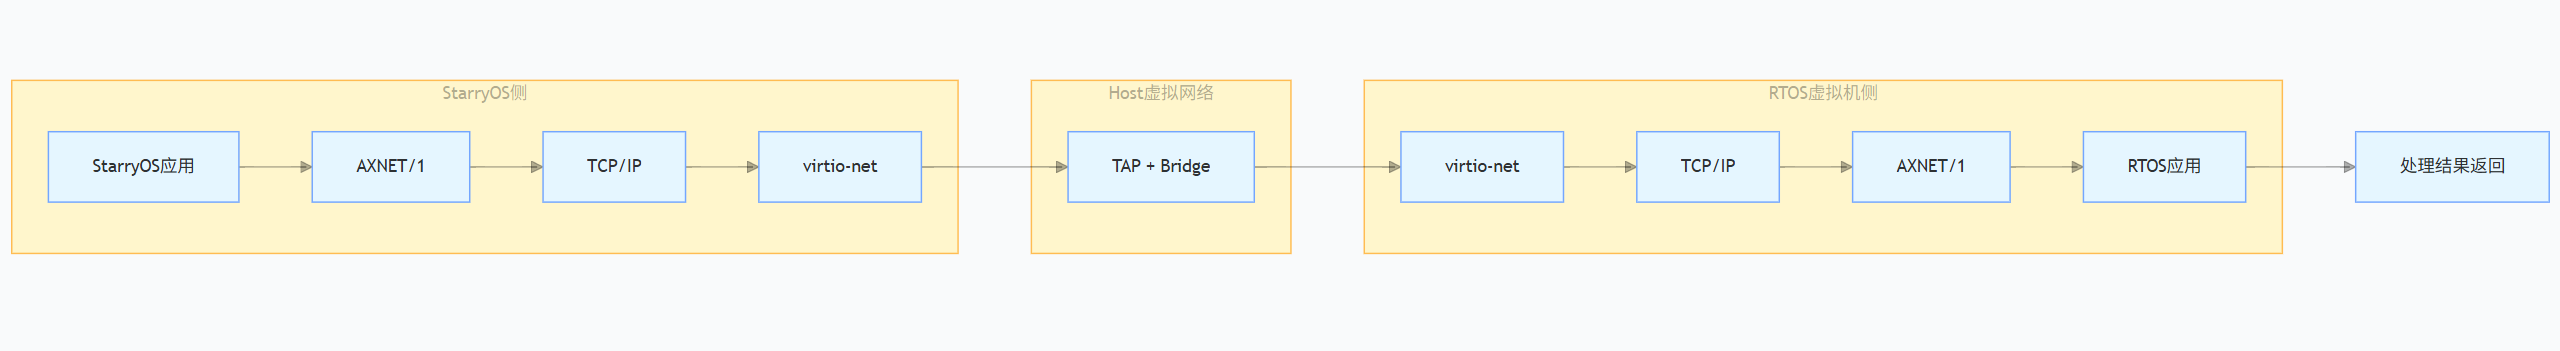 StarryOS侧
StarryOS应用
AXNET/1
TCP/IP
virtio-net
Host虚拟网络
TAP + Bridge
RTOS虚拟机侧
virtio-net
TCP/IP
AXNET/1
RTOS应用
处理结果返回